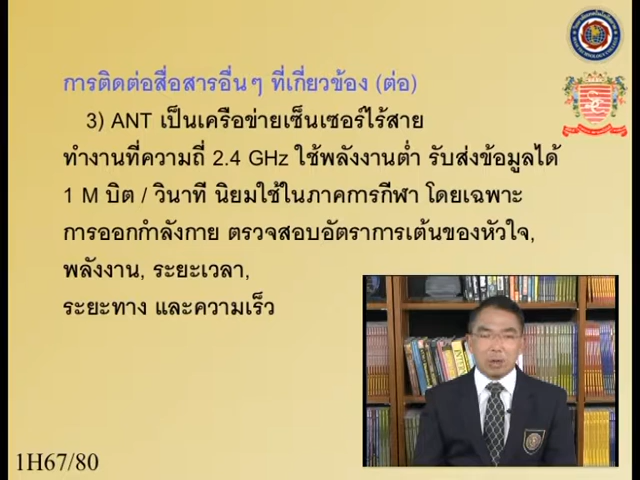 การติดต่อสื่อสารอื่นๆ ที่เกี่ยวข้อง (ต่อ)
3) ANT เป็นเครือข่ายเซ็นเซอร์ไร้สาย
ทำงานที่ความถี่ 2.4 GHz ใช้พลังงานต่ำ รับส่งข้อมูลได้
1 M บิต / วินาที นิยมใช้ในภาคการกีฬา โดยเฉพาะ
การออกกำลังกาย ตรวจสอบอัตราการเต้นของหัวใจ,
พลังงาน, ระยะเวลา,
ระยะทาง และความเร็ว
1H67/80